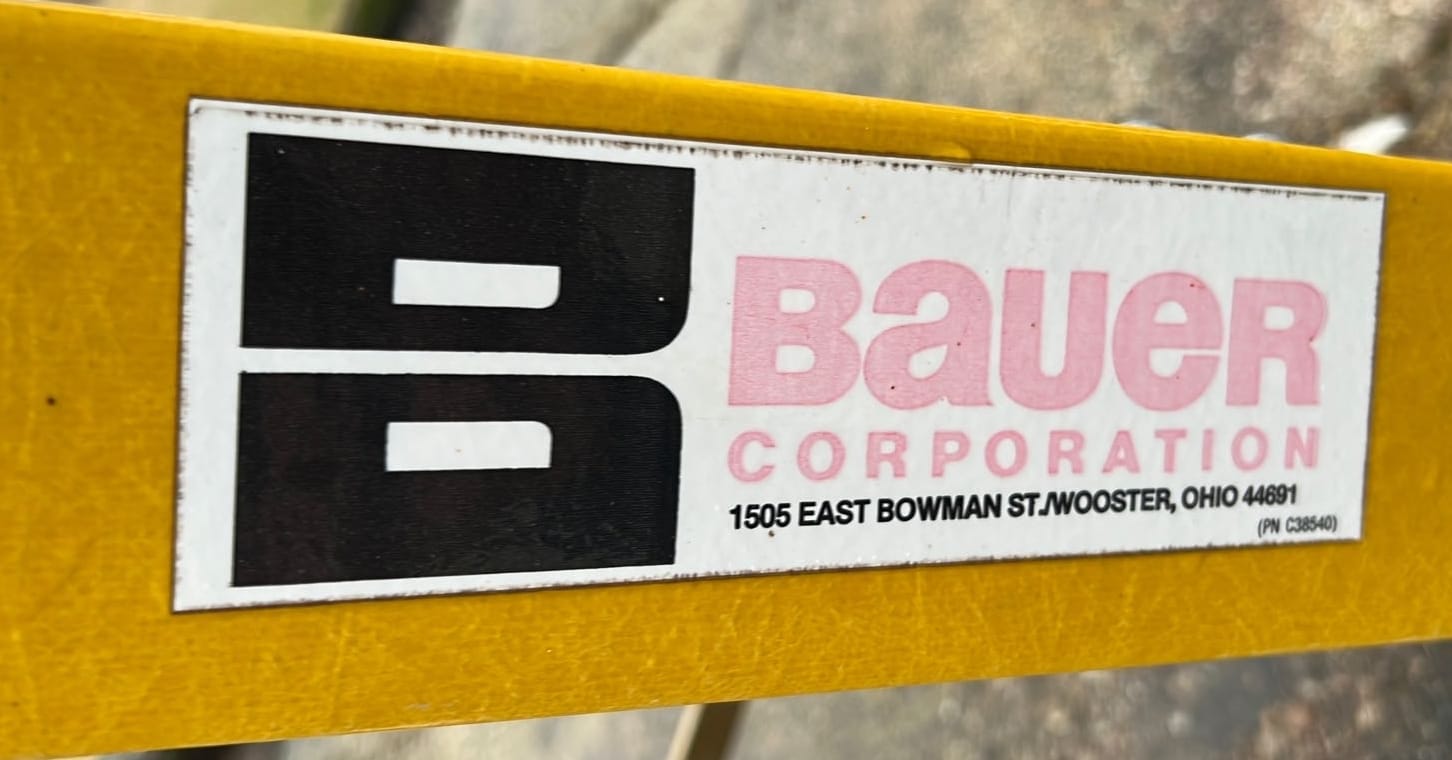 B
Bauer
CORPORATION
1505 EAST BOWMAN ST./WOOSTER, OHIO 44691
(PN C38540)